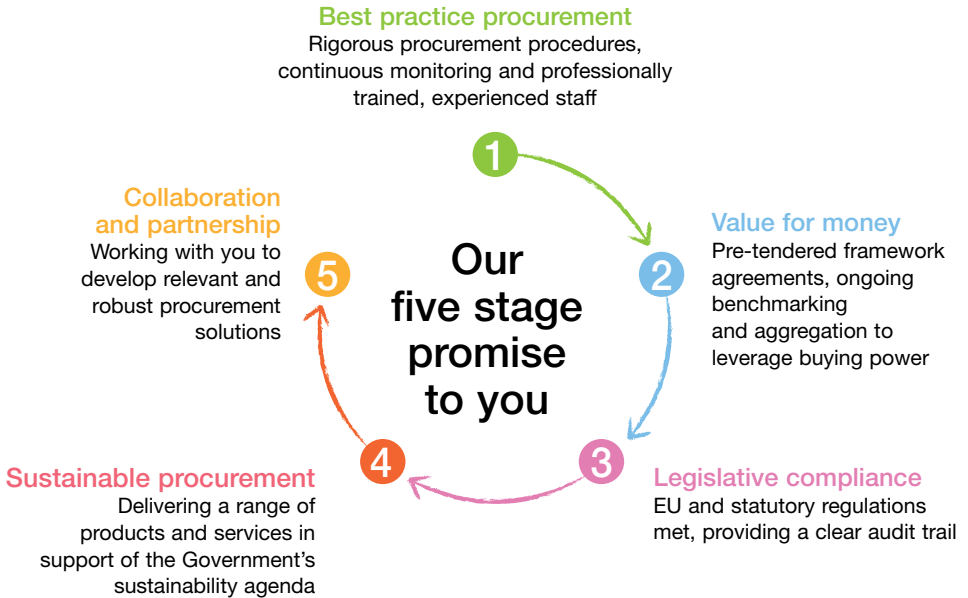 Best practice procurement
Rigorous procurement procedures,
continuous monitoring and professionally
trained, experienced staff
1
Value for money
Pre-tendered framework
agreements, ongoing
benchmarking
and aggregation to
leverage buying power
2
Legislative compliance
EU and statutory regulations
met, providing a clear audit trail
3
Sustainable procurement
Delivering a range of
products and services in
support of the Government’s
sustainability agenda
4
Collaboration
and partnership
Working with you to
develop relevant and
robust procurement
solutions
5
Our
five stage
promise
to you